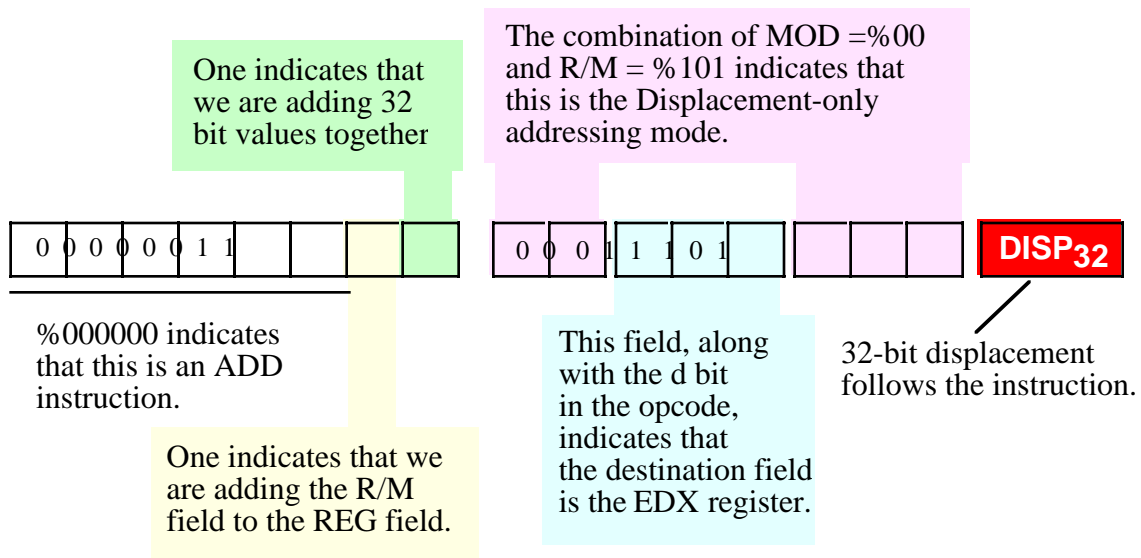 One indicates that
we are adding 32
bit values together
The combination of MOD =%00
and R/M = %101 indicates that
this is the Displacement-only
addressing mode.
0 0 0 0 0 0 1 1
0 0 0 1 1 1 0 1
DISP32
%000000 indicates
that this is an ADD
instruction.
One indicates that we
are adding the R/M
field to the REG field.
This field, along
with the d bit
in the opcode,
indicates that
the destination field
is the EDX register.
32-bit displacement
follows the instruction.